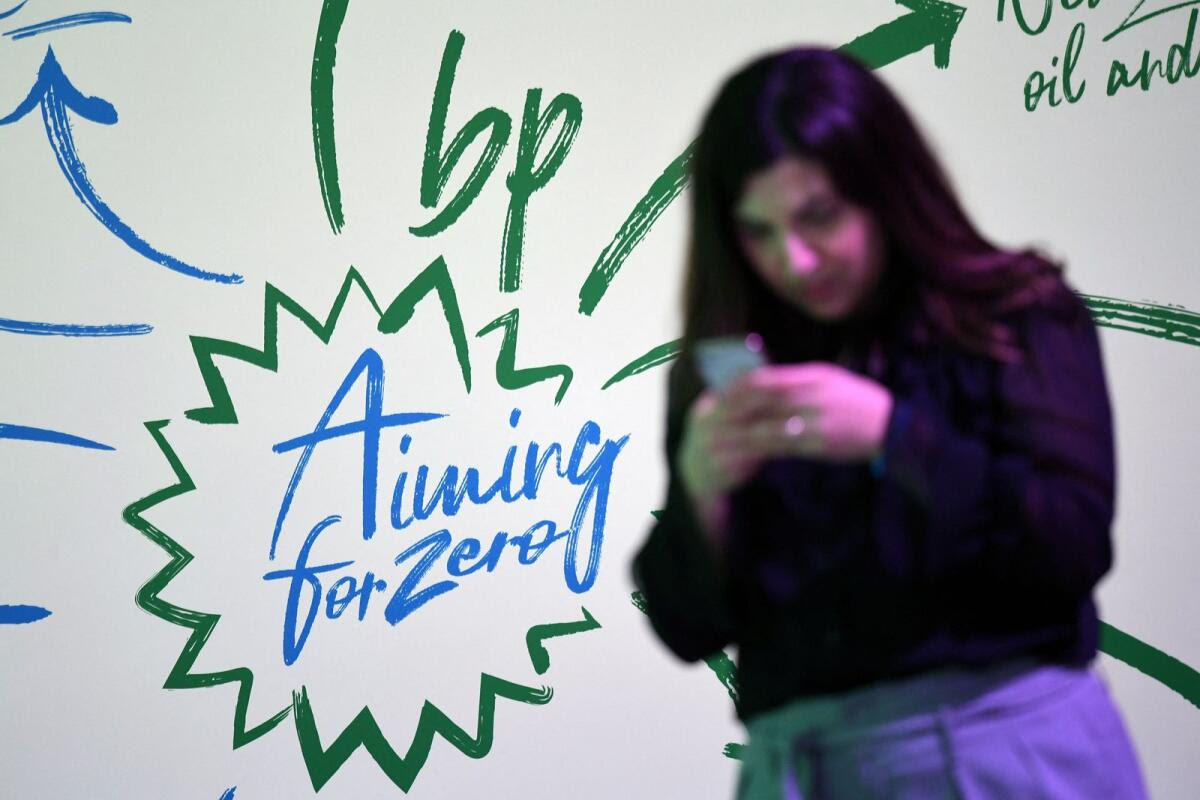 bp
Aiming
for zero
oil and